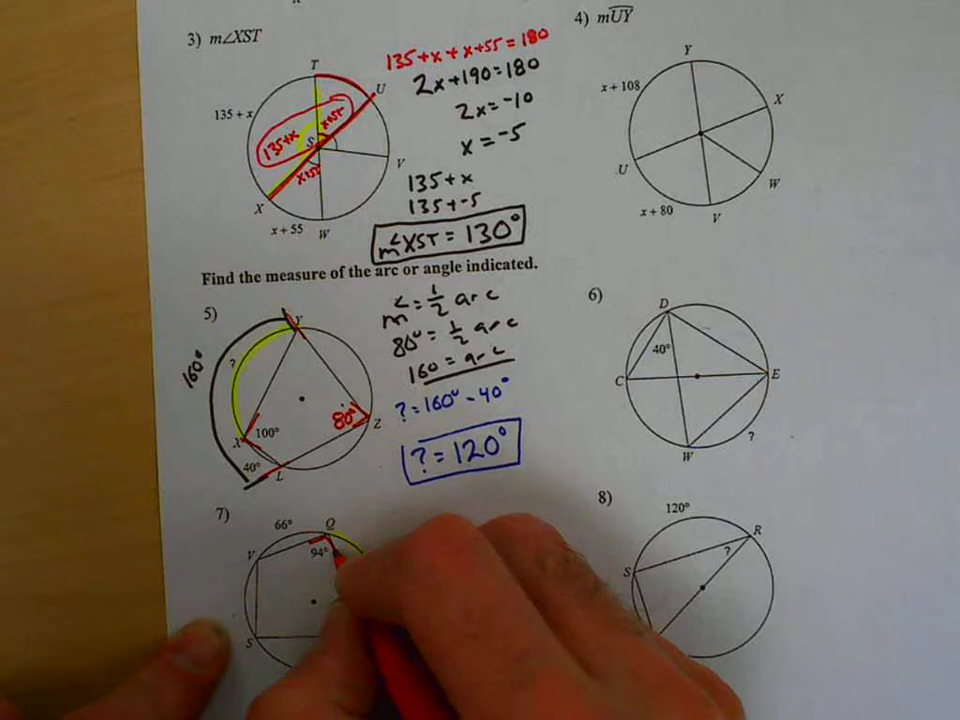 3) m∠XST
T
U
135 + x
135+x
x+55
S
x+55
V
X
x + 55
W
135+x + x+55 = 180
2x+190=180
2x = -10
x = -5
135+x
135+-5
m∠XST = 130°
4) mUY
Y
x + 108
X
U
W
x + 80
V
Find the measure of the arc or angle indicated.
5)
Y
160°
?
80°
Z
X
100°
40°
L
m∠ = 1/2 arc
80° = 1/2 arc
160 = arc
? = 160° - 40°
? = 120°
6)
D
40°
C
E
W
?
7)
66°
Q
V
94°
S
8)
120°
R
?
S